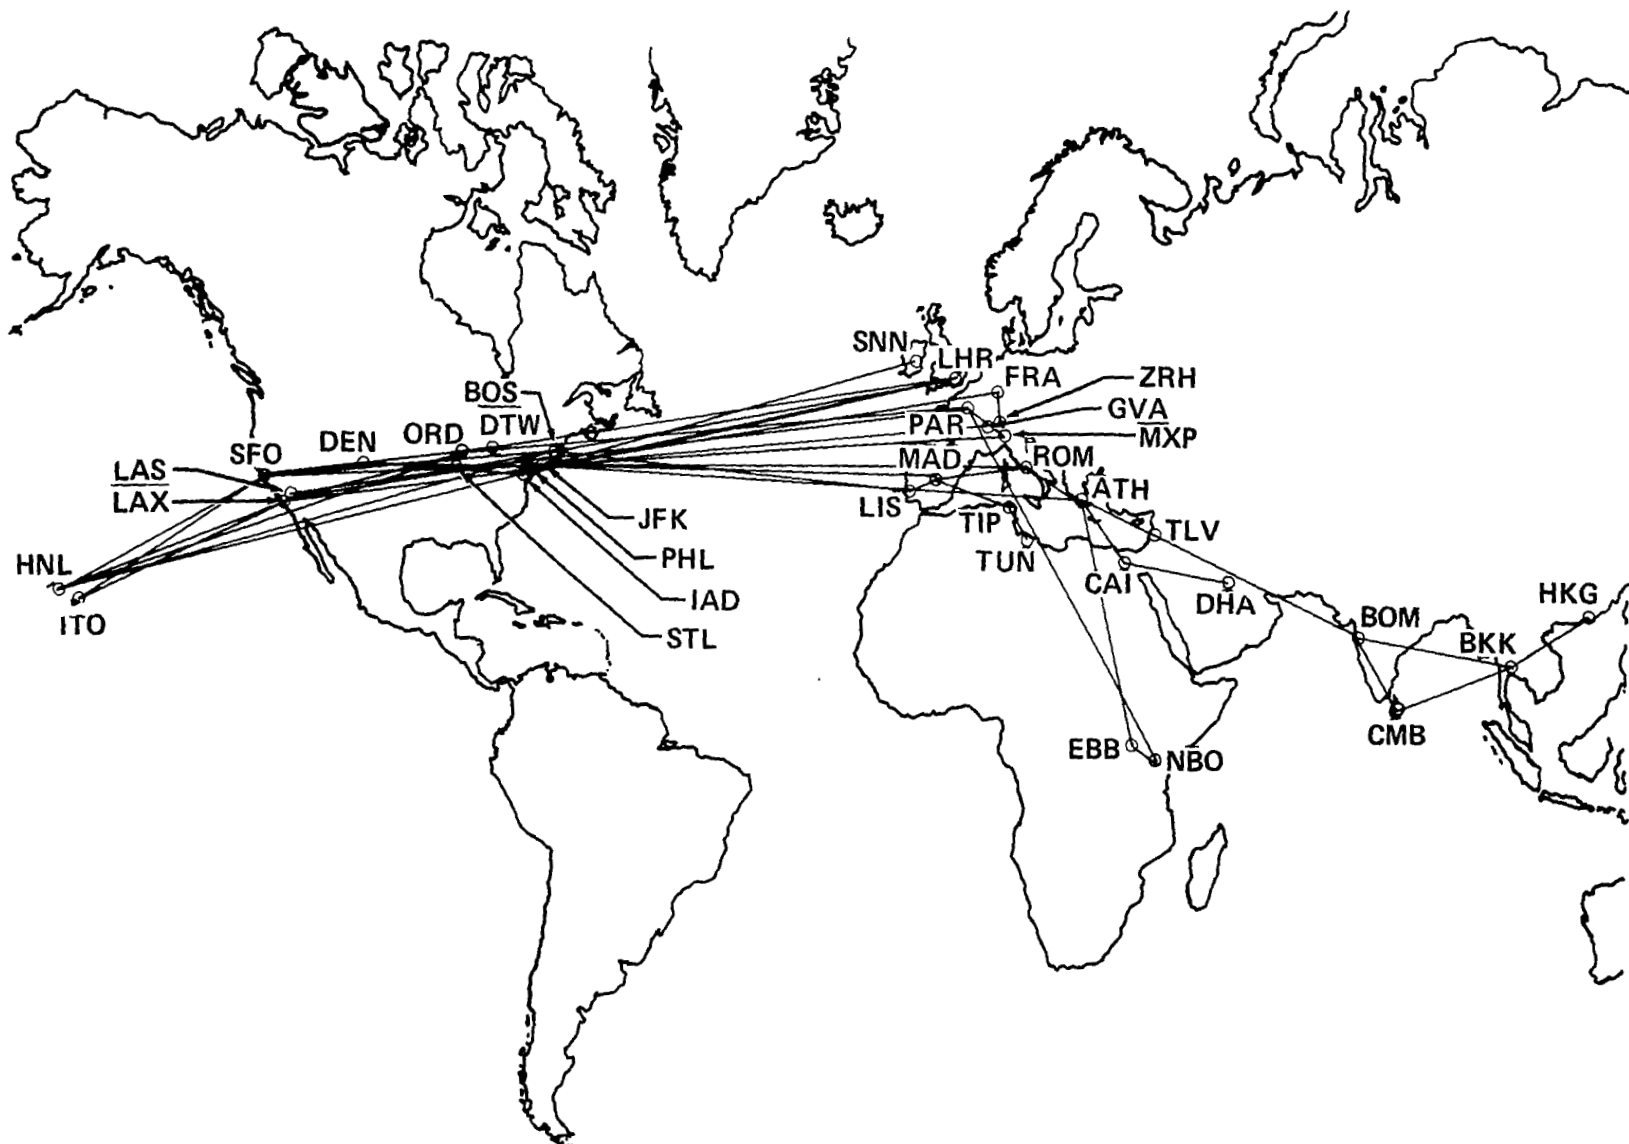 SNN
LHR
FRA
ZRH
BOS
GVA
DTW
PAR
MXP
ORD
DEN
SFO
MAD
ROM
LAS
ATH
LAX
LIS
TIP
JFK
TLV
TUN
PHL
HNL
CAI
DHA
HKG
IAD
BOM
ITO
STL
BKK
CMB
EBB
NBO